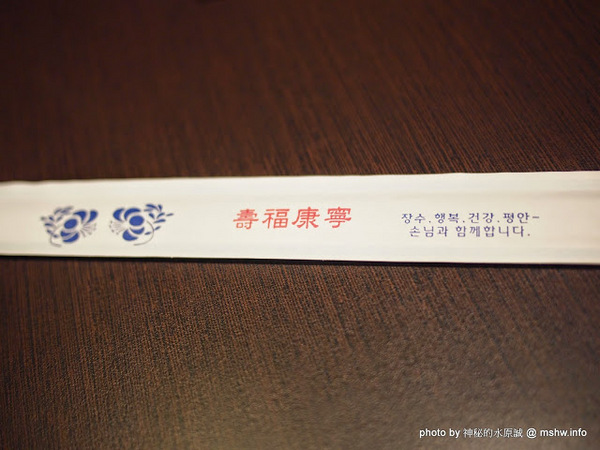 壽福康寧
장수.행복.건강.평안~
손님과 함께합니다.
photo by 神秘的水原誠 @ mshw.info